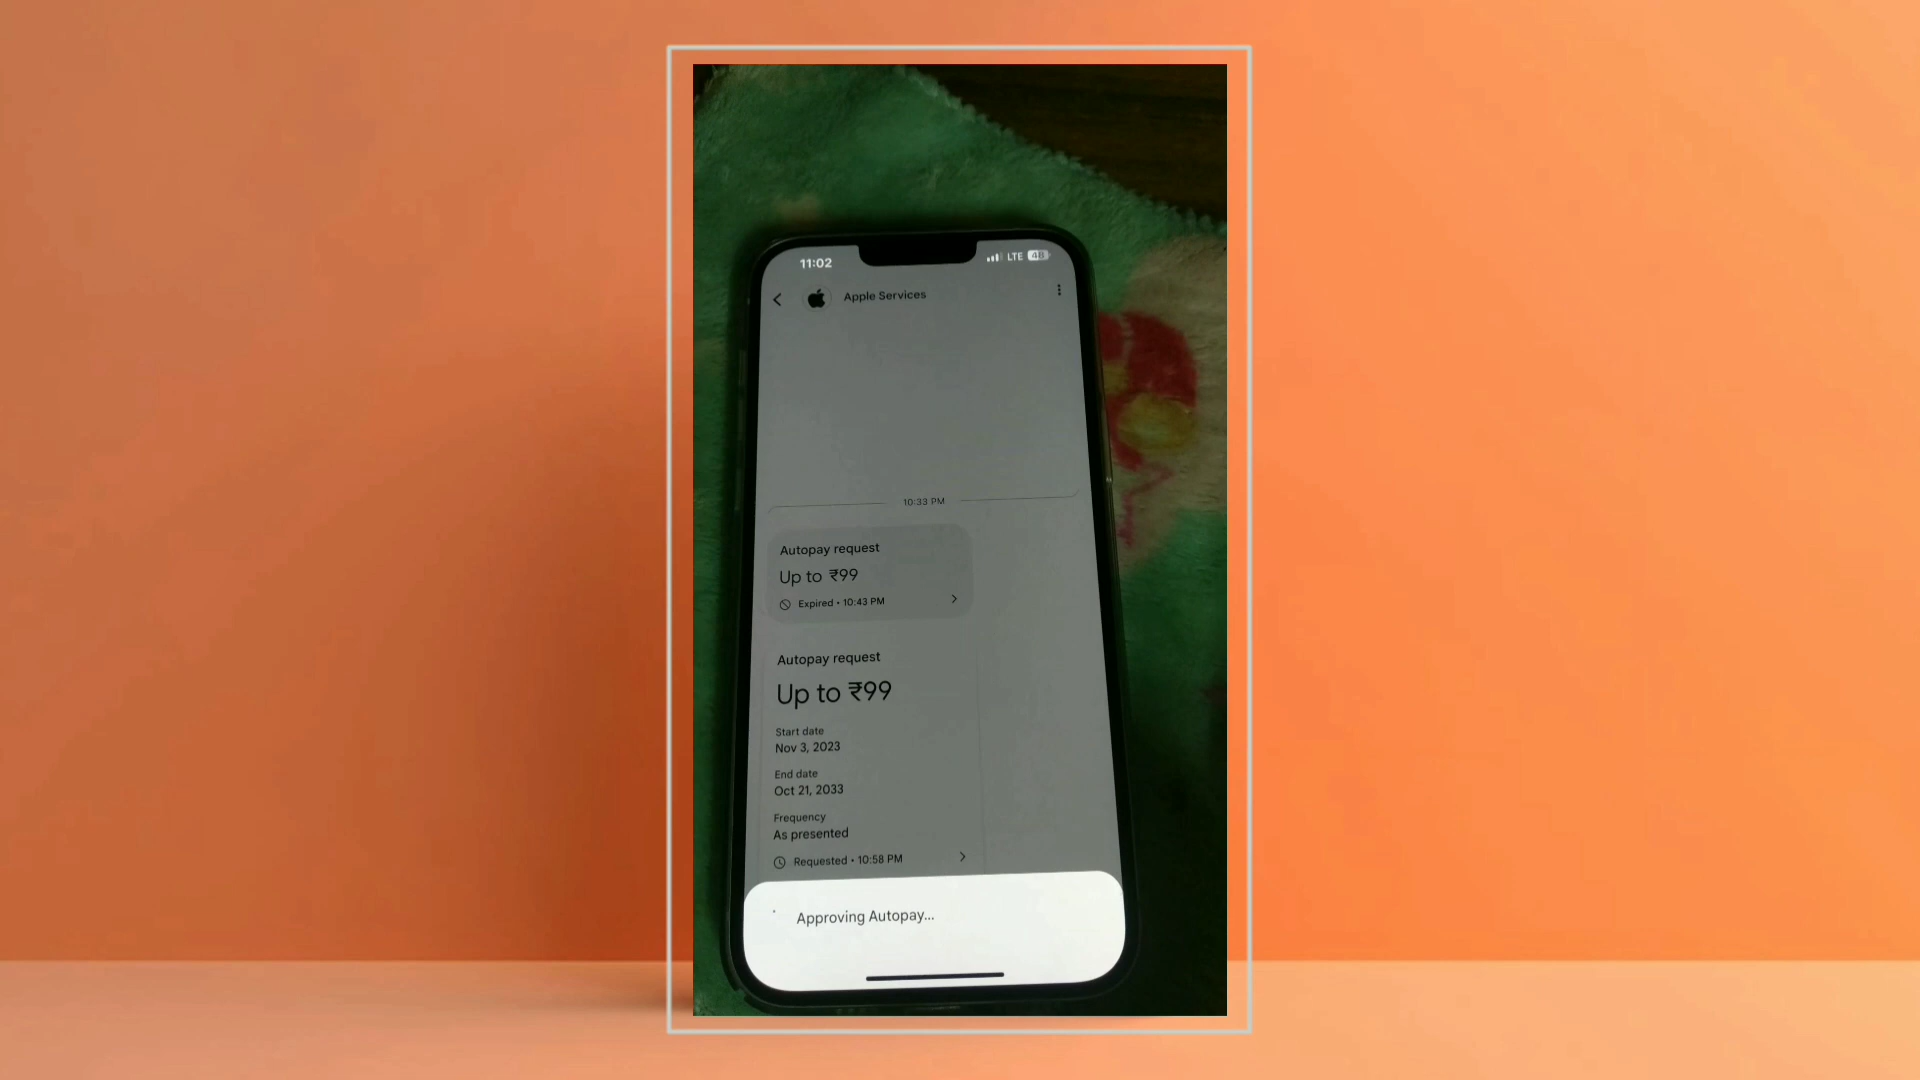 11:02
LTE 48
Apple Services
10:33 PM
Autopay request
Up to ₹99
Expired • 10:43 PM
Autopay request
Up to ₹99
Start date
Nov 3, 2023
End date
Oct 21, 2033
Frequency
As presented
Requested • 10:58 PM
Approving Autopay...